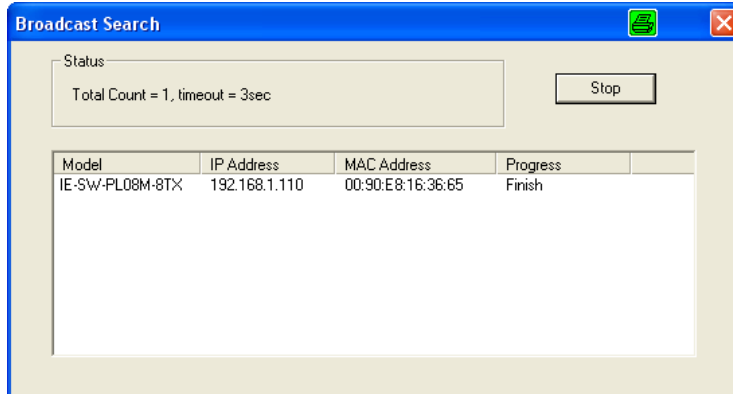 Broadcast Search
Status
Total Count = 1, timeout = 3sec
Stop
Model IP Address MAC Address Progress
IE-SW-PL08M-8TX 192.168.1.110 00:90:E8:16:36:65 Finish